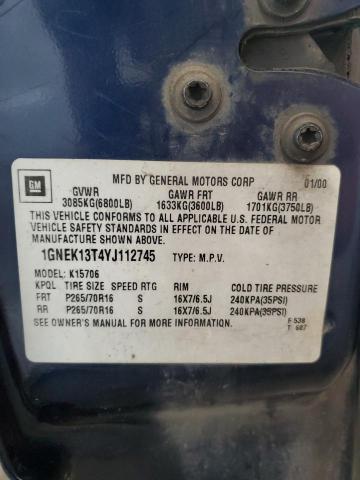 GM
MFD BY GENERAL MOTORS CORP 01/00
GVWR GAWR FRT GAWR RR
3085KG(6800LB) 1633KG(3600LB) 1701KG(3750LB)
THIS VEHICLE CONFORMS TO ALL APPLICABLE U.S. FEDERAL MOTOR
VEHICLE SAFETY STANDARDS IN EFFECT ON THE DATE OF
MANUFACTURE SHOWN ABOVE.
1GNEK13T4YJ112745 TYPE: M.P.V.
MODEL: K15706
KPQL TIRE SIZE SPEED RTG RIM COLD TIRE PRESSURE
FRT P265/70R16 S 16X7/6.5J 240KPA(35PSI)
RR P265/70R16 S 16X7/6.5J 240KPA(35PSI)
SEE OWNER'S MANUAL FOR MORE INFORMATION. F 538
T 687